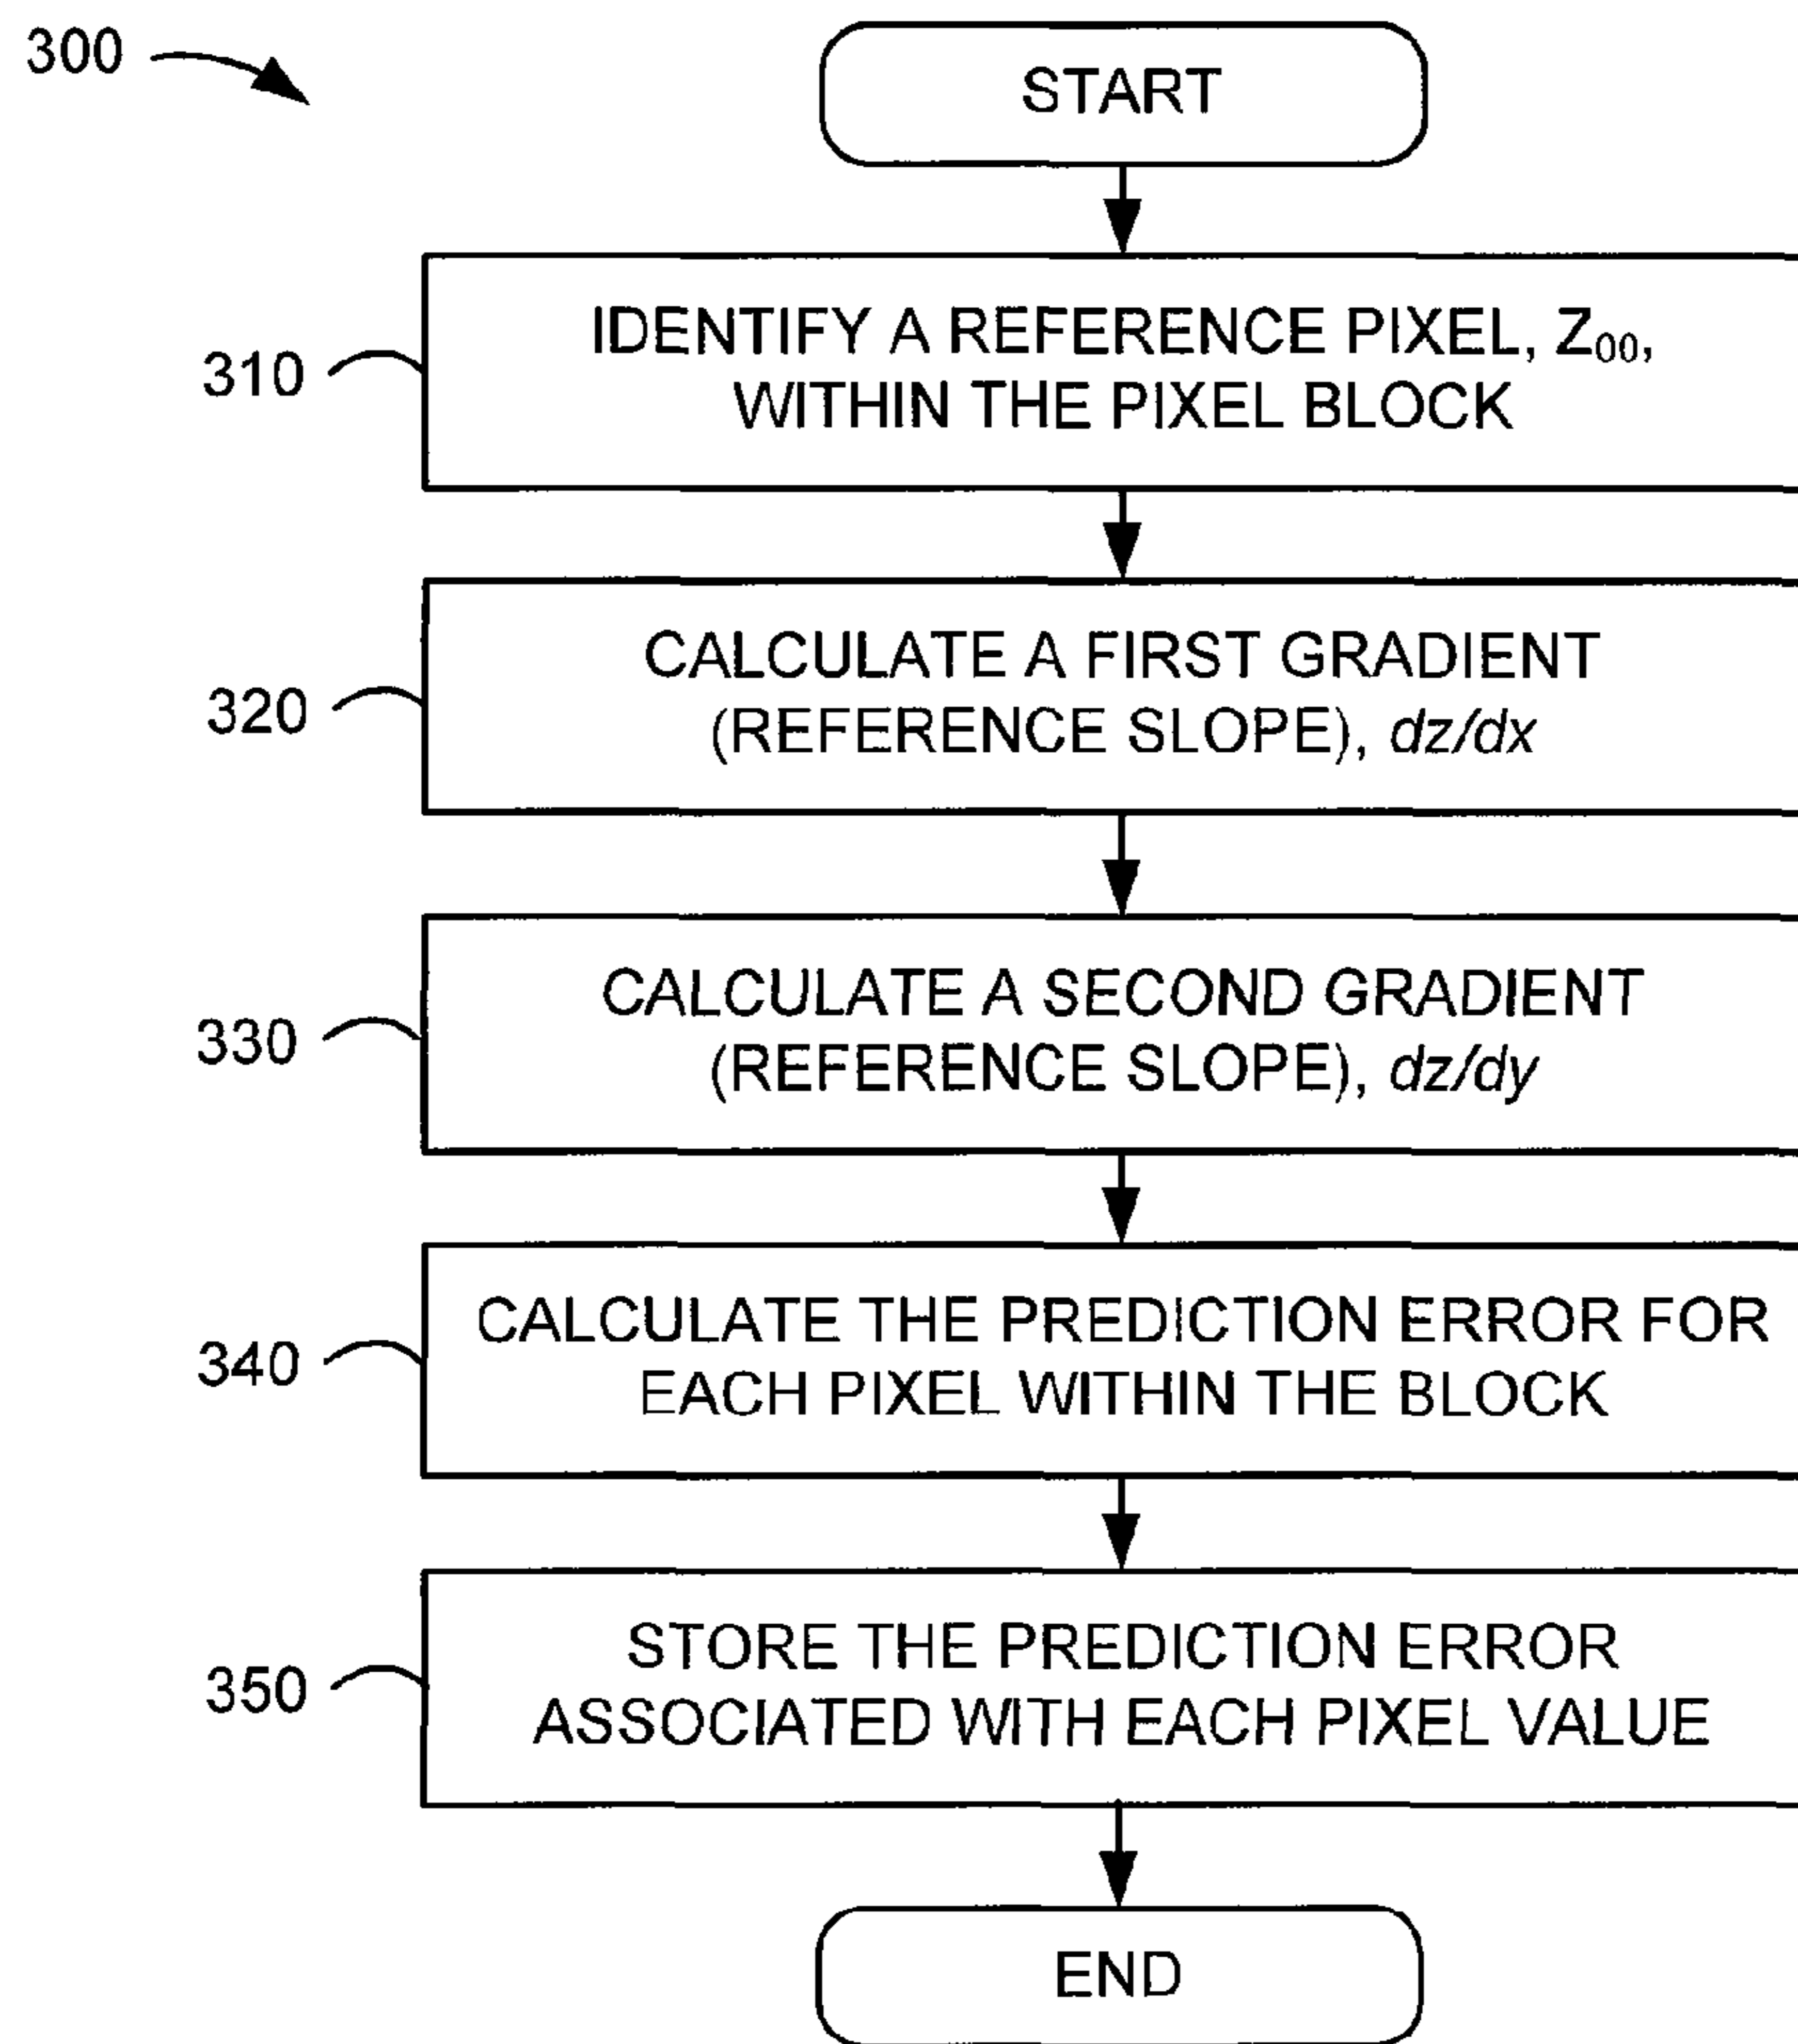 300
START
310
IDENTIFY A REFERENCE PIXEL, Z₀₀,
WITHIN THE PIXEL BLOCK
320
CALCULATE A FIRST GRADIENT
(REFERENCE SLOPE), dz/dx
330
CALCULATE A SECOND GRADIENT
(REFERENCE SLOPE), dz/dy
340
CALCULATE THE PREDICTION ERROR FOR
EACH PIXEL WITHIN THE BLOCK
350
STORE THE PREDICTION ERROR
ASSOCIATED WITH EACH PIXEL VALUE
END